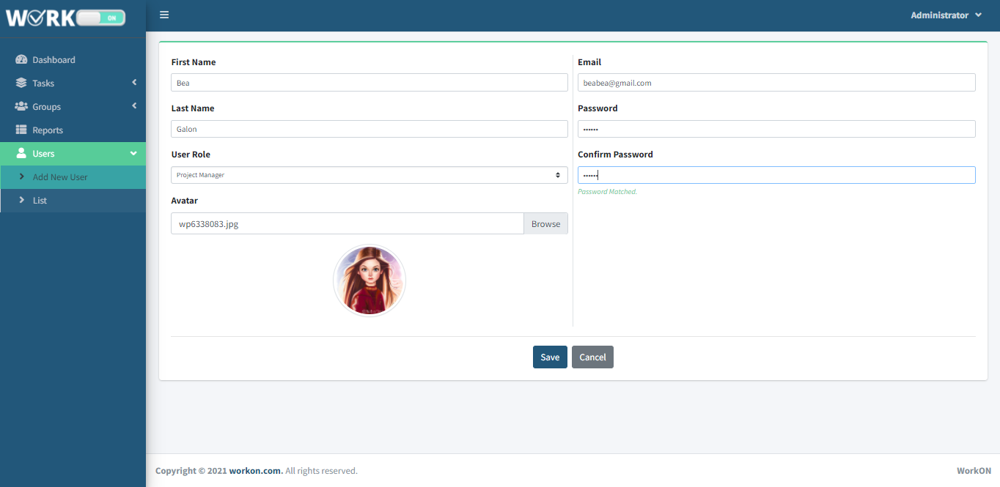 WORK ON
Administrator
Dashboard
Tasks
Groups
Reports
Users
Add New User
List
First Name
Bea
Last Name
Galon
User Role
Project Manager
Avatar
wp6338083.jpg Browse
Email
beabea@gmail.com
Password
••••••
Confirm Password
••••••
Password Matched.
Save Cancel
Copyright © 2021 workon.com. All rights reserved.
WorkON